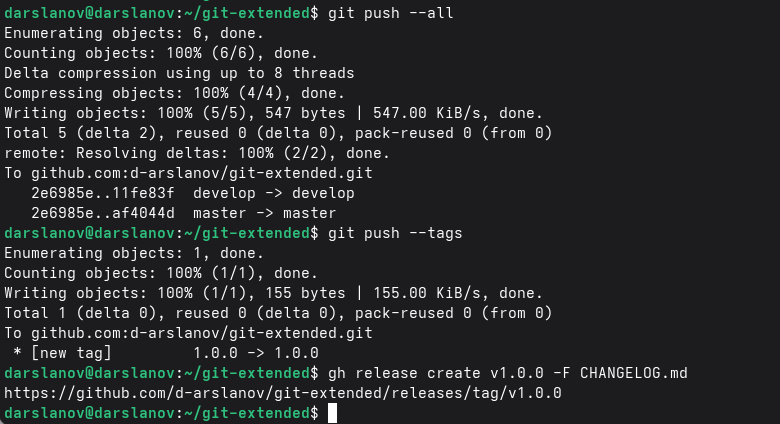 darslanov@darslanov:~/git-extended$ git push --all
Enumerating objects: 6, done.
Counting objects: 100% (6/6), done.
Delta compression using up to 8 threads
Compressing objects: 100% (4/4), done.
Writing objects: 100% (5/5), 547 bytes | 547.00 KiB/s, done.
Total 5 (delta 2), reused 0 (delta 0), pack-reused 0 (from 0)
remote: Resolving deltas: 100% (2/2), done.
To github.com:d-arslanov/git-extended.git
   2e6985e..11fe83f  develop -> develop
   2e6985e..af4044d  master -> master
darslanov@darslanov:~/git-extended$ git push --tags
Enumerating objects: 1, done.
Counting objects: 100% (1/1), done.
Writing objects: 100% (1/1), 155 bytes | 155.00 KiB/s, done.
Total 1 (delta 0), reused 0 (delta 0), pack-reused 0 (from 0)
To github.com:d-arslanov/git-extended.git
 * [new tag]         1.0.0 -> 1.0.0
darslanov@darslanov:~/git-extended$ gh release create v1.0.0 -F CHANGELOG.md
https://github.com/d-arslanov/git-extended/releases/tag/v1.0.0
darslanov@darslanov:~/git-extended$